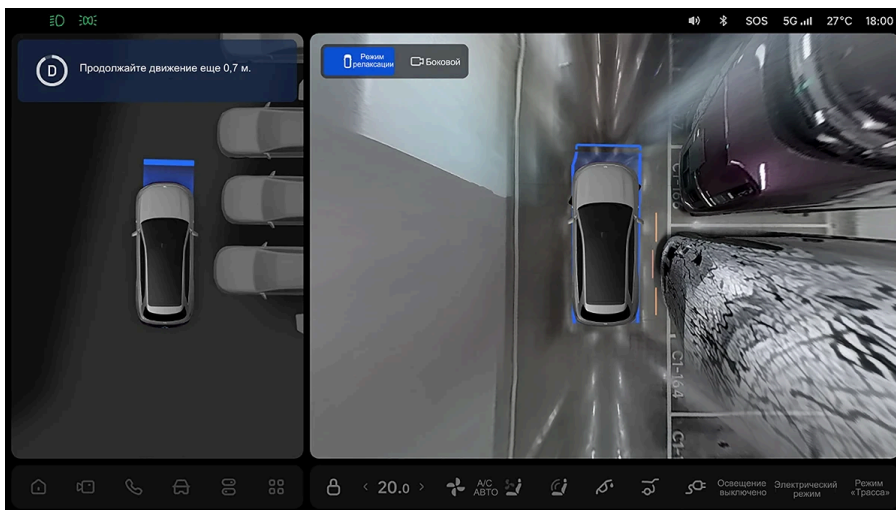 SOS 5G 27°C 18:00
D
Продолжайте движение еще 0,7 м.
Режим
релаксации
Боковой
C1-164
20.0
A/C
АВТО
Освещение
выключено
Электрический
режим
Режим
«Трасса»